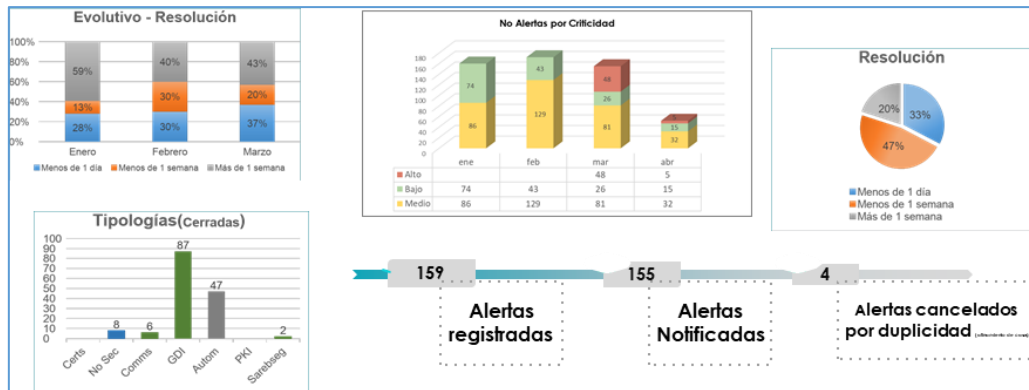 Evolutivo - Resolución
100%
80%
60%
40%
20%
0%
59% 40% 43%
13% 30% 20%
28% 30% 37%
Enero Febrero Marzo
Menos de 1 día Menos de 1 semana Más de 1 semana
No Alertas por Criticidad
180
160
140
120
100
80
60
40
20
0
74 43 48
26
86 129 81
5
15
32
ene feb mar abr
Alto 48 5
Bajo 74 43 26 15
Medio 86 129 81 32
Resolución
20% 33%
47%
Menos de 1 día
Menos de 1 semana
Más de 1 semana
Tipologías(Cerradas)
100
90
80
70
60
50
40
30
20
10
0
8 6 87 47 2
Certs No Sec Comms GDI Autom PKI Sarebseg
159 155 4
Alertas
registradas
Alertas
Notificadas
Alertas cancelados
por duplicidad